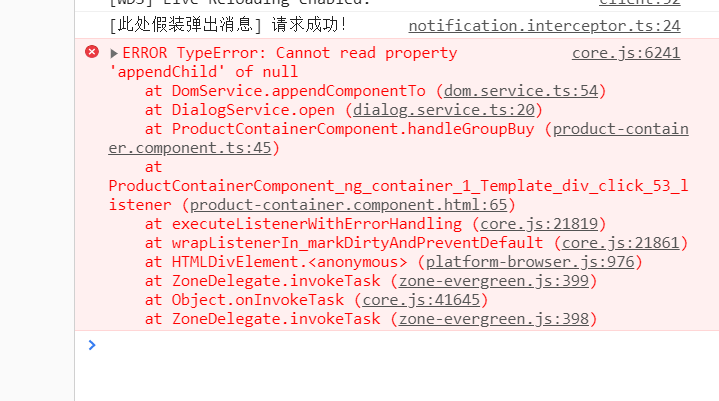 [WDS] Live Reloading enabled. client:52
[此处假装弹出消息] 请求成功! notification.interceptor.ts:24
▶ERROR TypeError: Cannot read property core.js:6241
'appendChild' of null
at DomService.appendComponentTo (dom.service.ts:54)
at DialogService.open (dialog.service.ts:20)
at ProductContainerComponent.handleGroupBuy (product-contain
er.component.ts:45)
at
ProductContainerComponent_ng_container_1_Template_div_click_53_l
istener (product-container.component.html:65)
at executeListenerWithErrorHandling (core.js:21819)
at wrapListenerIn_markDirtyAndPreventDefault (core.js:21861)
at HTMLDivElement.<anonymous> (platform-browser.js:976)
at ZoneDelegate.invokeTask (zone-evergreen.js:399)
at Object.onInvokeTask (core.js:41645)
at ZoneDelegate.invokeTask (zone-evergreen.js:398)